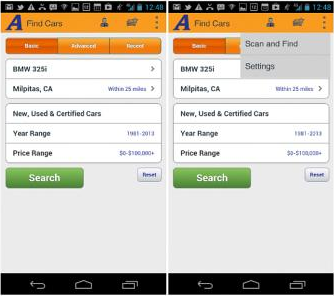 12:48
A Find Cars
Basic Advanced Recent
BMW 325i
Milpitas, CA Within 25 miles
New, Used & Certified Cars
Year Range 1981-2013
Price Range $0-$100,000+
Search Reset
12:48
A Find Cars
Scan and Find
Settings
Basic
BMW 325i
Milpitas, CA Within 25 miles
New, Used & Certified Cars
Year Range 1981-2013
Price Range $0-$100,000+
Search Reset